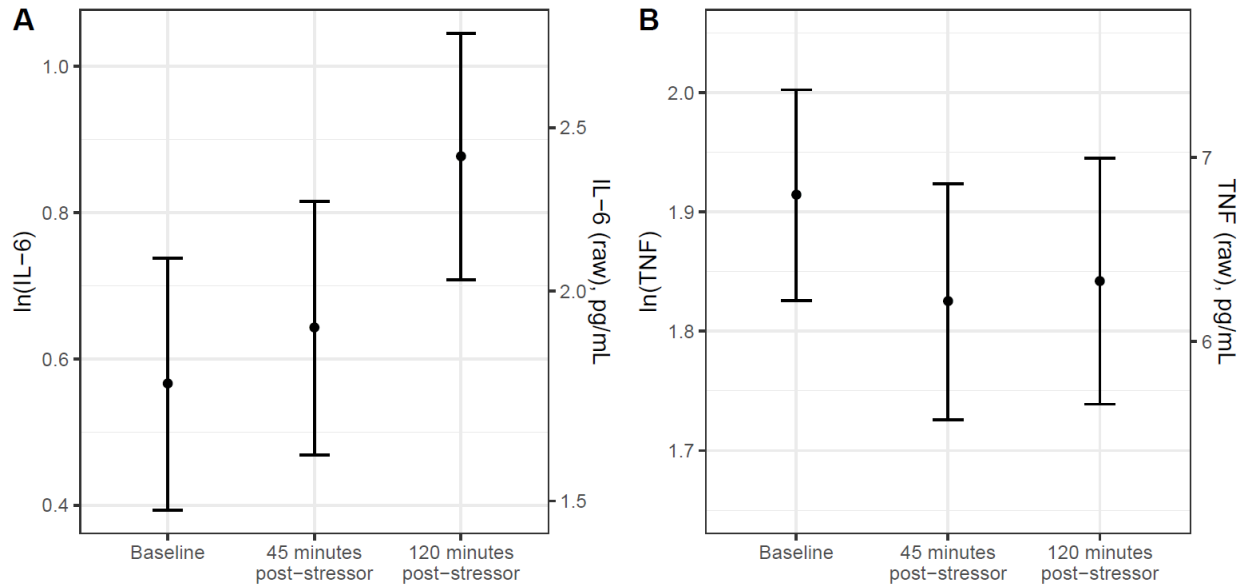 A
ln(IL−6)
1.0
0.8
0.6
0.4
2.5
2.0
1.5
IL−6 (raw), pg/mL
Baseline
45 minutes
post−stressor
120 minutes
post−stressor
B
ln(TNF)
2.0
1.9
1.8
1.7
7
6
TNF (raw), pg/mL
Baseline
45 minutes
post−stressor
120 minutes
post−stressor